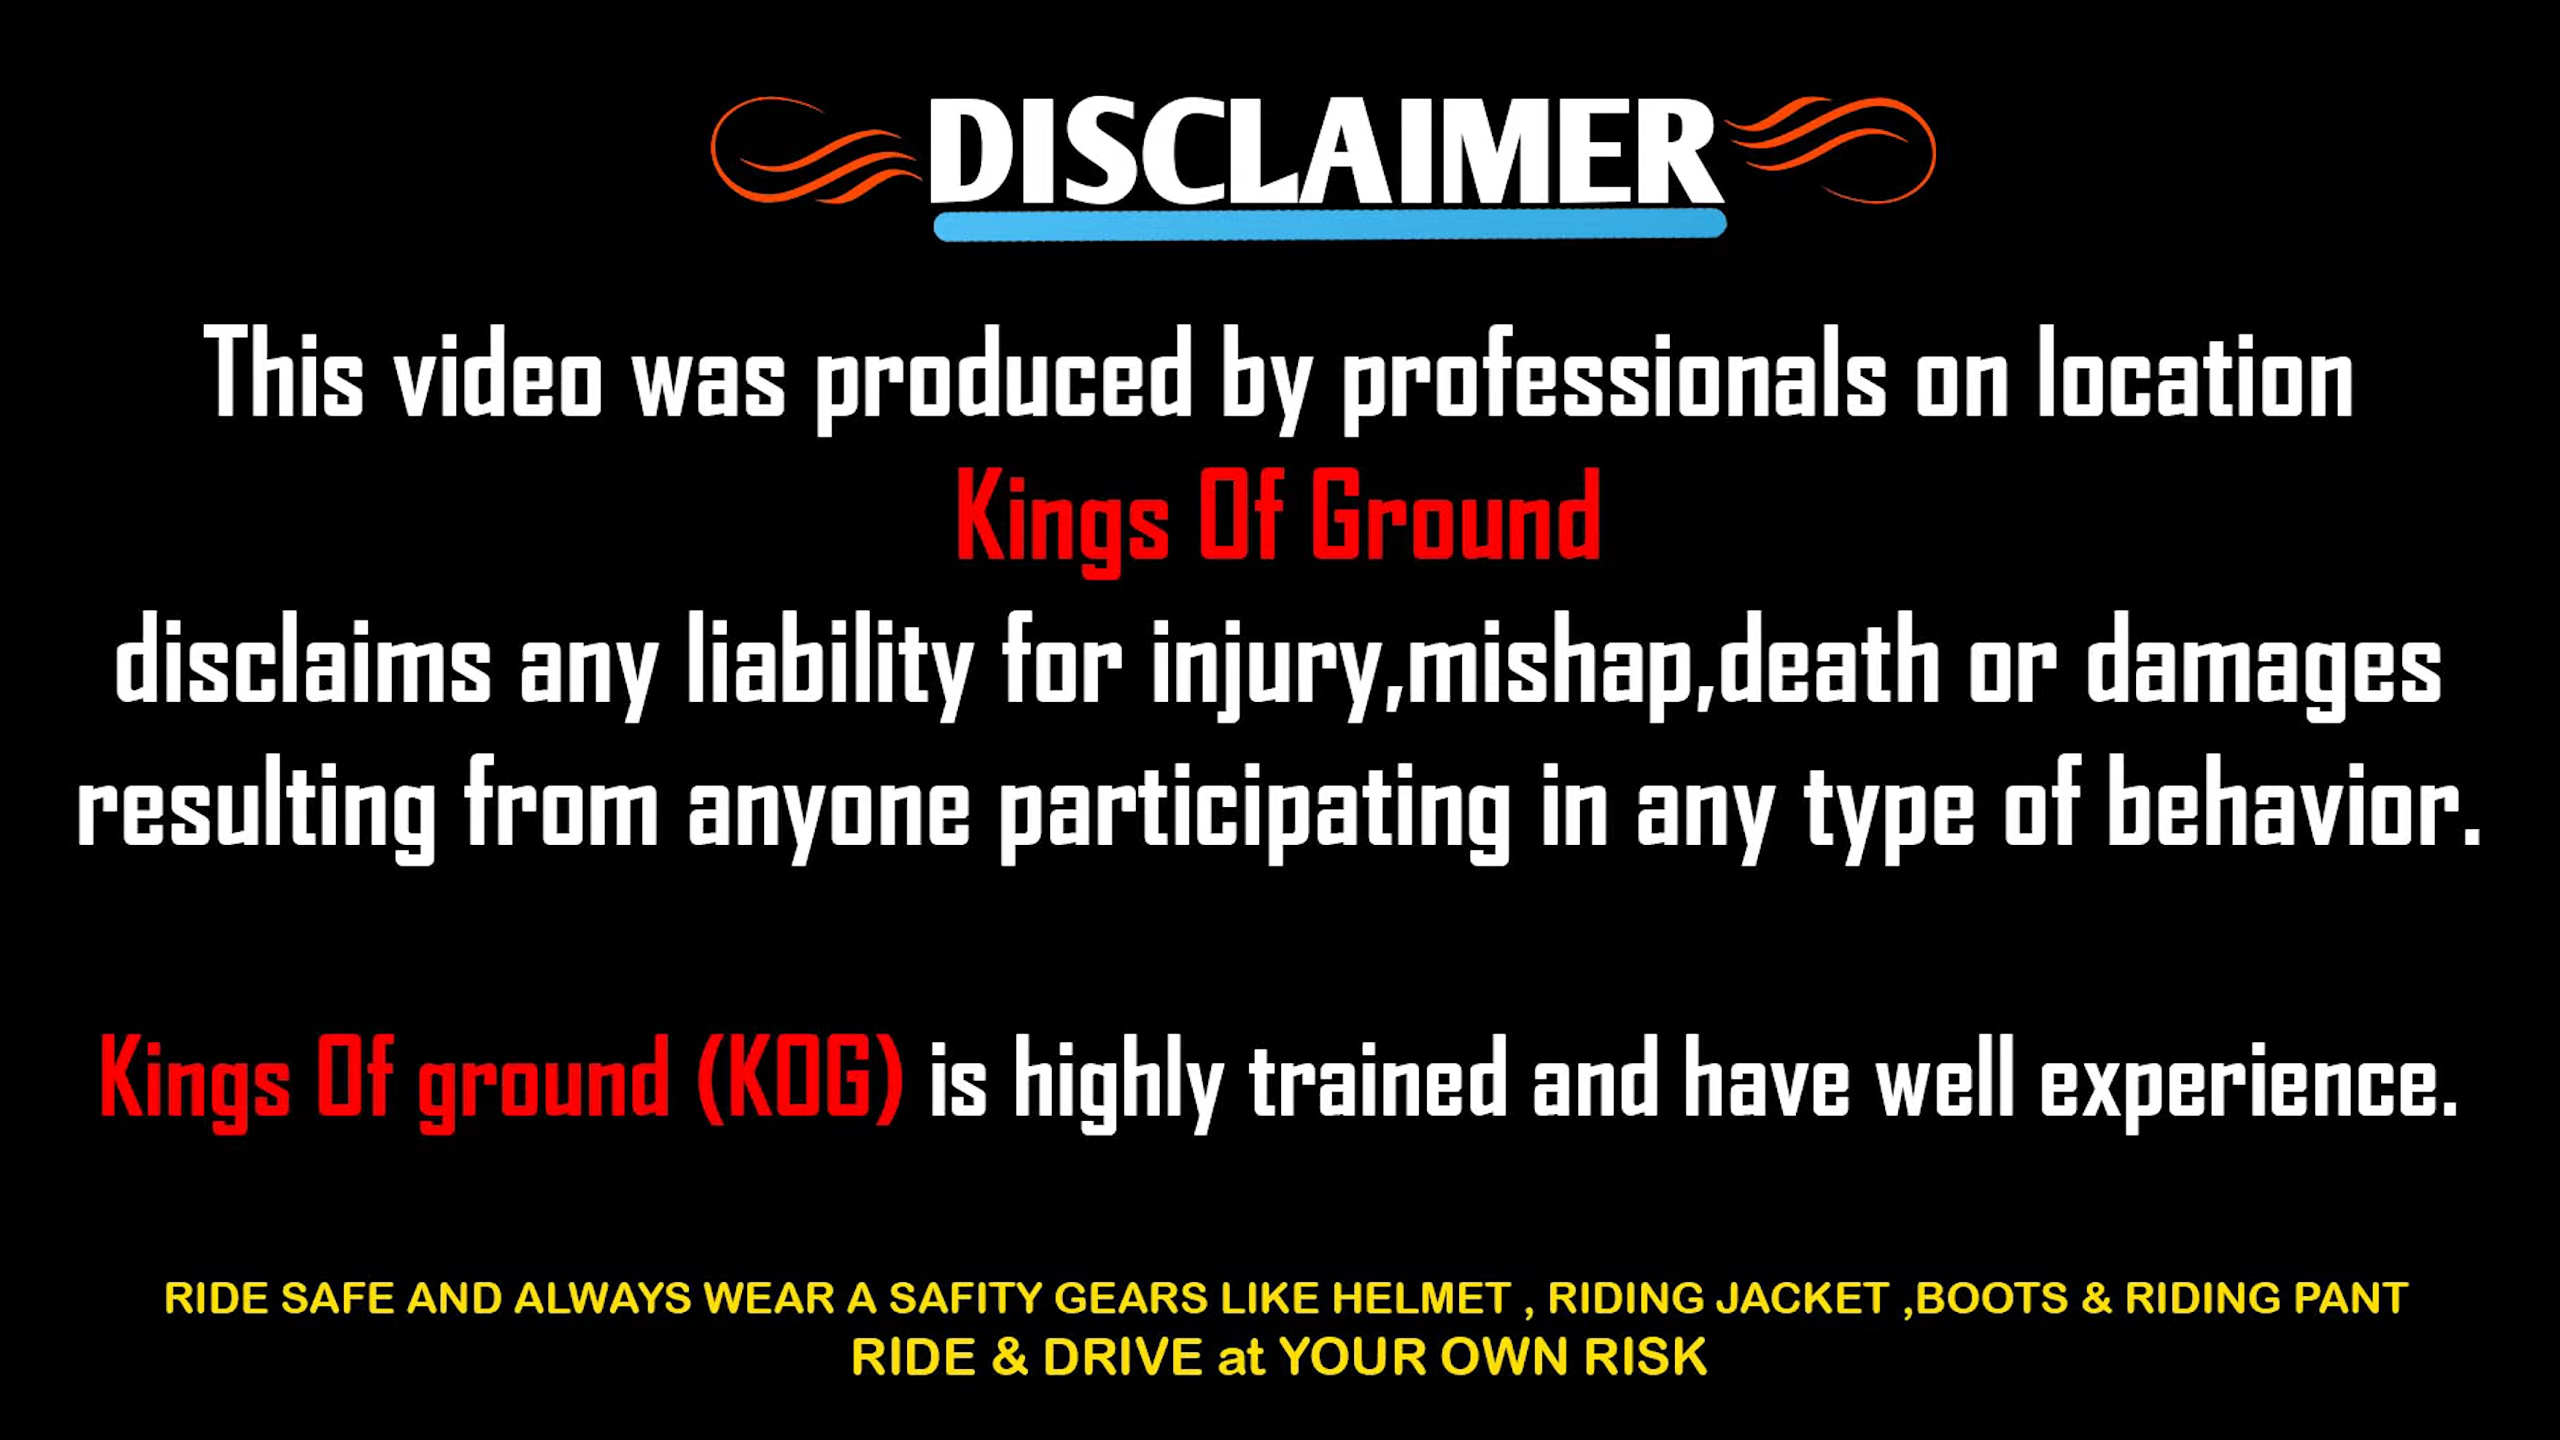 DISCLAIMER
This video was produced by professionals on location
Kings Of Ground
disclaims any liability for injury,mishap,death or damages
resulting from anyone participating in any type of behavior.
Kings Of ground (KOG) is highly trained and have well experience.
RIDE SAFE AND ALWAYS WEAR A SAFITY GEARS LIKE HELMET , RIDING JACKET ,BOOTS & RIDING PANT
RIDE & DRIVE at YOUR OWN RISK